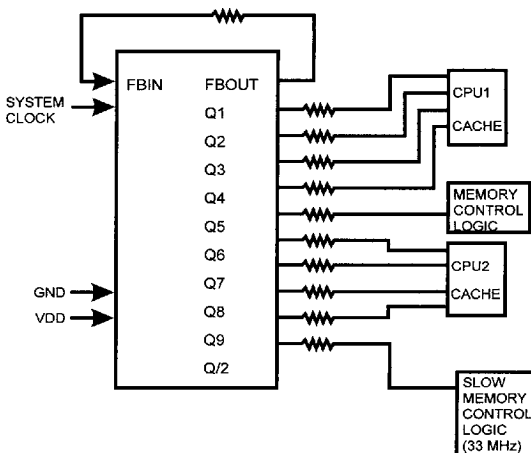 FBIN
FBOUT
SYSTEM
CLOCK
Q1
Q2
Q3
Q4
Q5
Q6
Q7
Q8
Q9
Q/2
GND
VDD
CPU1
CACHE
MEMORY
CONTROL
LOGIC
CPU2
CACHE
SLOW
MEMORY
CONTROL
LOGIC
(33 MHz)